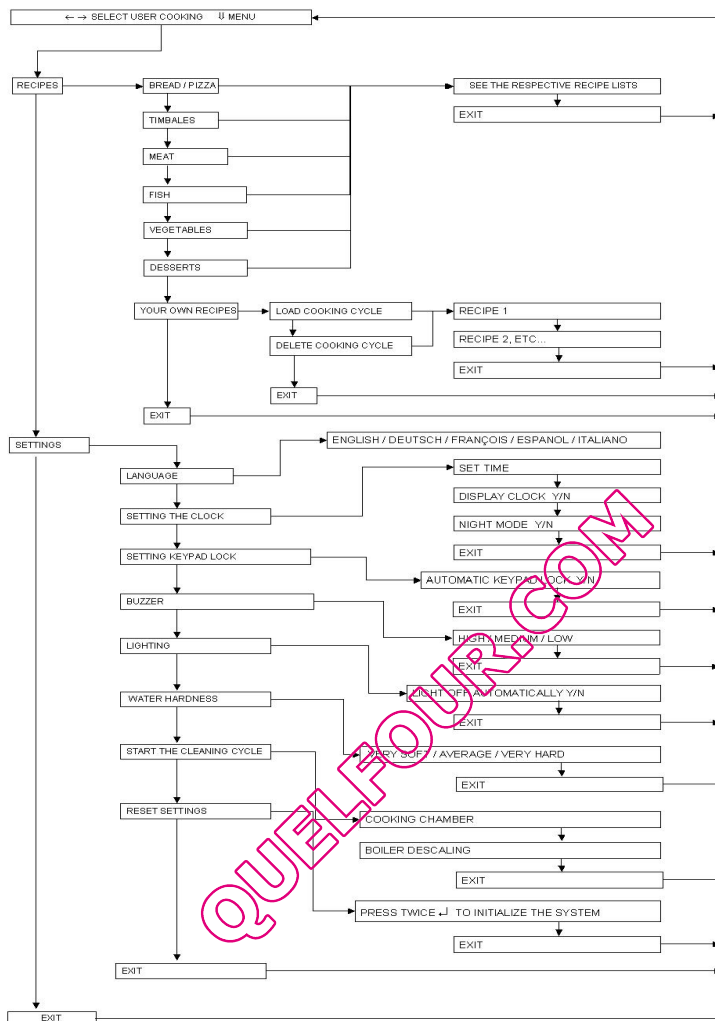 ← → SELECT USER COOKING ⇓ MENU
RECIPES
BREAD / PIZZA
SEE THE RESPECTIVE RECIPE LISTS
EXIT
TIMBALES
MEAT
FISH
VEGETABLES
DESSERTS
YOUR OWN RECIPES
LOAD COOKING CYCLE
RECIPE 1
DELETE COOKING CYCLE
RECIPE 2, ETC...
EXIT
EXIT
EXIT
SETTINGS
ENGLISH / DEUTSCH / FRANÇOIS / ESPANOL / ITALIANO
LANGUAGE
SET TIME
DISPLAY CLOCK Y/N
SETTING THE CLOCK
NIGHT MODE Y/N
EXIT
SETTING KEYPAD LOCK
AUTOMATIC KEYPAD LOCK Y/N
BUZZER
EXIT
HIGH / MEDIUM / LOW
LIGHTING
EXIT
WATER HARDNESS
LIGHT OFF AUTOMATICALLY Y/N
EXIT
START THE CLEANING CYCLE
VERY SOFT / AVERAGE / VERY HARD
EXIT
RESET SETTINGS
COOKING CHAMBER
BOILER DESCALING
EXIT
PRESS TWICE ↵ TO INITIALIZE THE SYSTEM
EXIT
EXIT
EXIT
QUELFOUR.COM